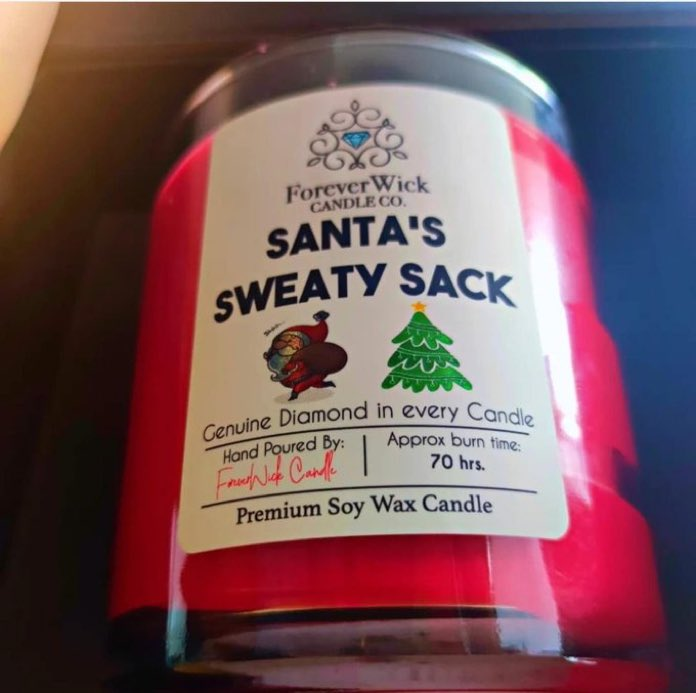 ForeverWick
CANDLE CO.
SANTA'S
SWEATY SACK
Genuine Diamond in every Candle
Hand Poured By:
ForeverWick Candle
Approx burn time:
70 hrs.
Premium Soy Wax Candle